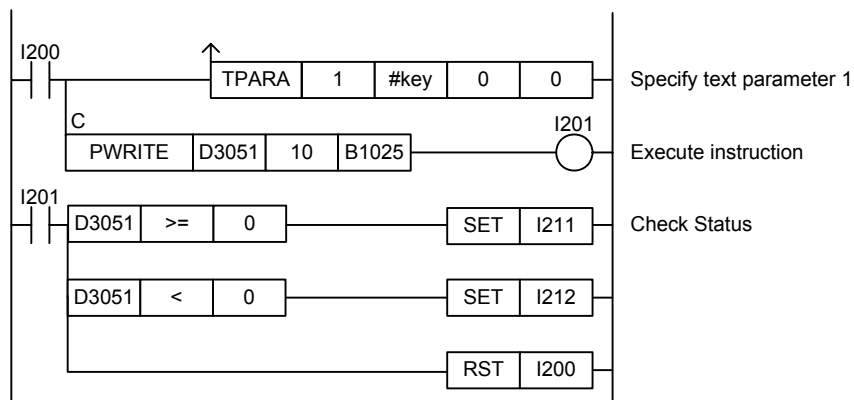 I200
TPARA 1 #key 0 0 Specify text parameter 1
C I201
PWRITE D3051 10 B1025 Execute instruction
I201
D3051 >= 0 SET I211 Check Status
D3051 < 0 SET I212
RST I200